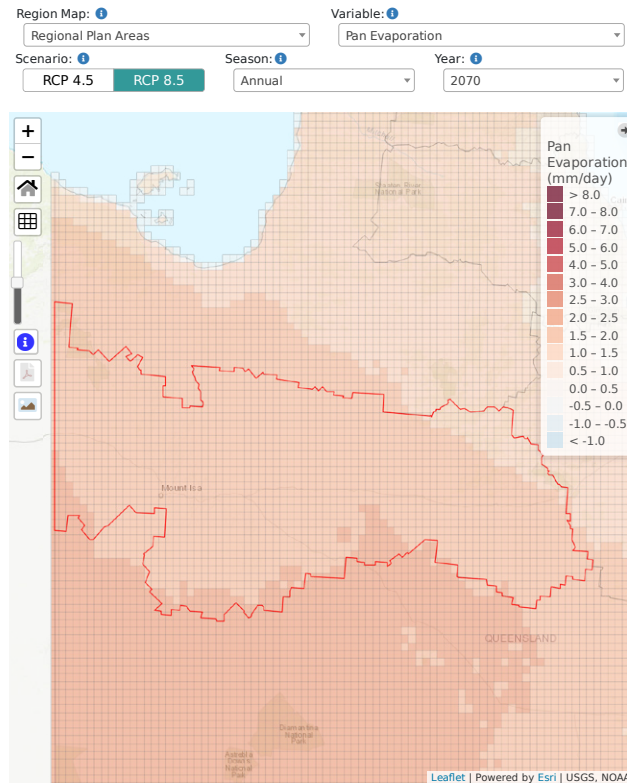 Region Map:
Variable:
Regional Plan Areas
Pan Evaporation
Scenario:
Season:
Year:
RCP 4.5
RCP 8.5
Annual
2070
+
−
Pan
Evaporation
(mm/day)
> 8.0
7.0 – 8.0
6.0 – 7.0
5.0 – 6.0
4.0 – 5.0
3.0 – 4.0
2.5 – 3.0
2.0 – 2.5
1.5 – 2.0
1.0 – 1.5
0.5 – 1.0
0.0 – 0.5
-0.5 – 0.0
-1.0 – -0.5
< -1.0
National Park
Mount Isa
QUEENSLAND
Diamantina
National
Park
National
Park
Leaflet | Powered by Esri | USGS, NOAA